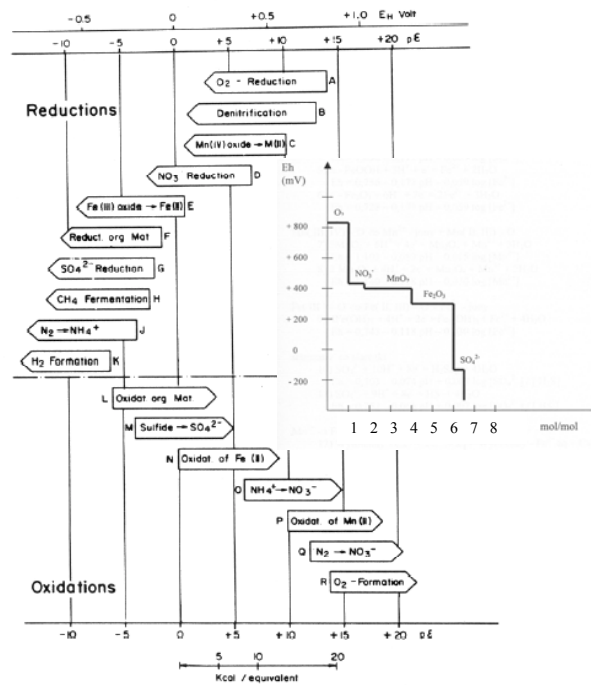 -0.5 0 +0.5 +1.0 EH Volt
-10 -5 0 +5 +10 +15 +20 pE
O2 - Reduction A
Reductions
Denitrification B
Mn(IV)oxide → M(II) C
NO3 Reduction D
Fe(III)oxide → Fe(II) E
Reduct. org Mat F
SO4 2- Reduction G
CH4 Fermentation H
N2 → NH4+ J
H2 Formation K
Eh
(mV)
O2
+ 800
+ 600
NO3-
MnO2
+ 400
Fe2O3
+ 200
0
SO4 2-
- 200
1 2 3 4 5 6 7 8 mol/mol
L Oxidat org Mat.
M Sulfide → SO4 2-
N Oxidat of Fe (II)
O NH4+ → NO3-
P Oxidat. of Mn(II)
Q N2 → NO3-
R O2 - Formation
Oxidations
-10 -5 0 +5 +10 +15 +20 pE
5 10 20
Kcal / equivalent